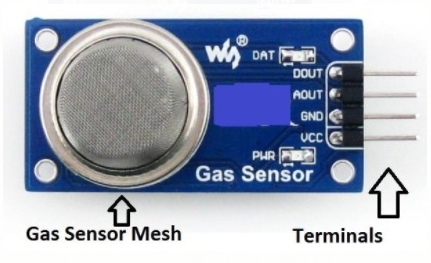 DAT
DOUT
AOUT
GND
VCC
PWR
Gas Sensor
Gas Sensor Mesh
Terminals